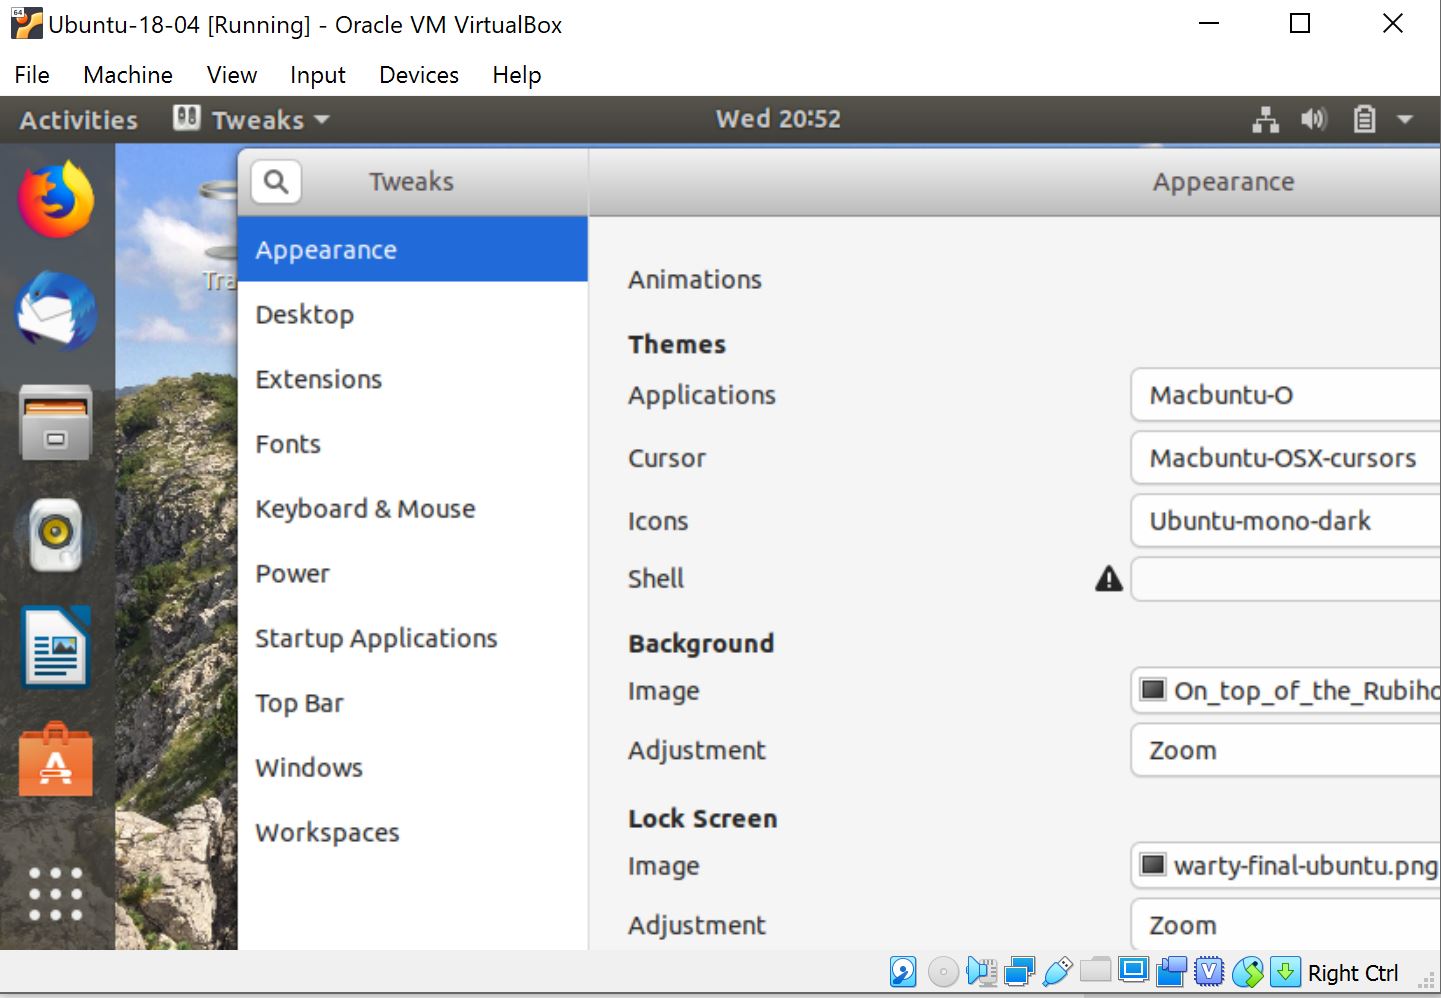 Ubuntu-18-04 [Running] - Oracle VM VirtualBox
File Machine View Input Devices Help
Activities Tweaks Wed 20:52
Tweaks
Appearance
Tra
Appearance
Desktop
Extensions
Fonts
Keyboard & Mouse
Power
Startup Applications
Top Bar
Windows
Workspaces
Animations
Themes
Applications Macbuntu-O
Cursor Macbuntu-OSX-cursors
Icons Ubuntu-mono-dark
Shell
Background
Image On_top_of_the_Rubiho
Adjustment Zoom
Lock Screen
Image warty-final-ubuntu.png
Adjustment Zoom
Right Ctrl